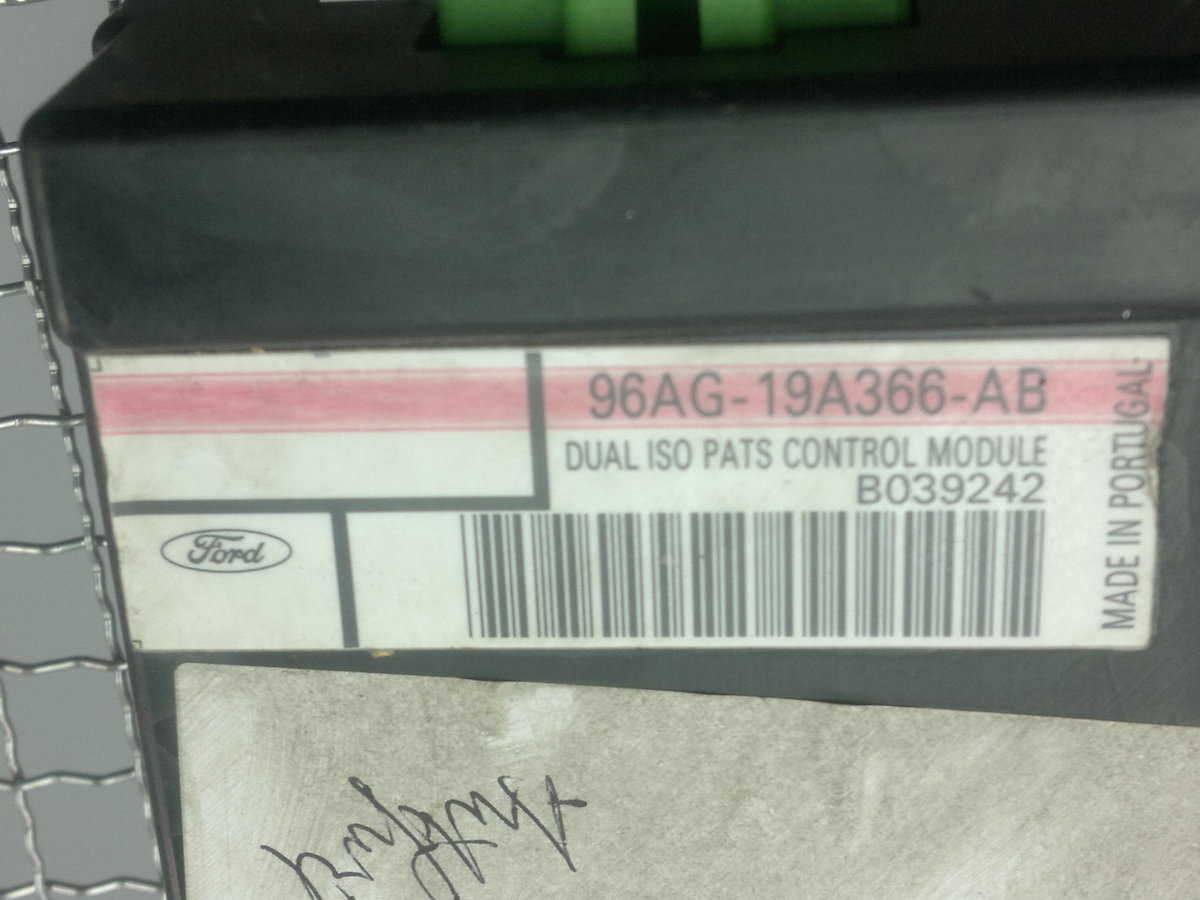 96AG-19A366-AB
DUAL ISO PATS CONTROL MODULE
B039242
Ford
MADE IN PORTUGAL